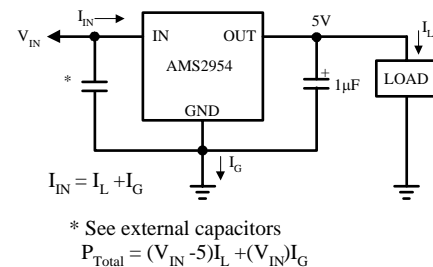 I_IN
5V
I_L
V_IN
IN
OUT
*
AMS2954
+
1µF
LOAD
GND
I_G
I_IN = I_L +I_G
* See external capacitors
P_Total = (V_IN -5)I_L +(V_IN)I_G